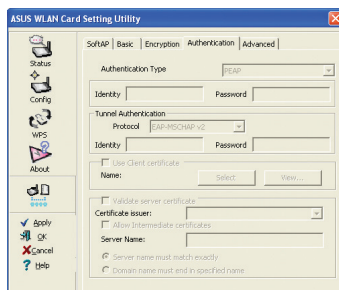 ASUS WLAN Card Setting Utility
SoftAP Basic Encryption Authentication Advanced
Status
Config
WPS
About
Apply
OK
Cancel
Help
Authentication Type PEAP
Identity Password
Tunnel Authentication
Protocol EAP-MSCHAP v2
Identity Password
Use Client certificate
Name: Select View...
Validate server certificate
Certificate issuer:
Allow Intermediate certificates
Server Name:
Server name must match exactly
Domain name must end in specified name